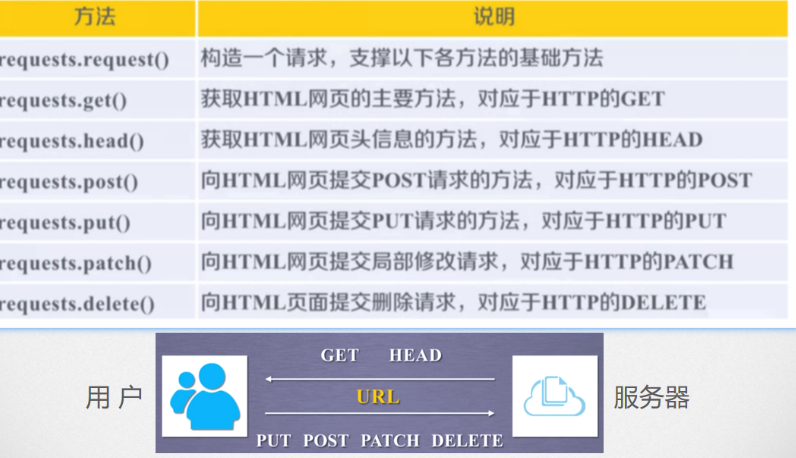 方法 说明
requests.request() 构造一个请求，支撑以下各方法的基础方法
requests.get() 获取HTML网页的主要方法，对应于HTTP的GET
requests.head() 获取HTML网页头信息的方法，对应于HTTP的HEAD
requests.post() 向HTML网页提交POST请求的方法，对应于HTTP的POST
requests.put() 向HTML网页提交PUT请求的方法，对应于HTTP的PUT
requests.patch() 向HTML网页提交局部修改请求，对应于HTTP的PATCH
requests.delete() 向HTML页面提交删除请求，对应于HTTP的DELETE
GET HEAD
用户 URL 服务器
PUT POST PATCH DELETE